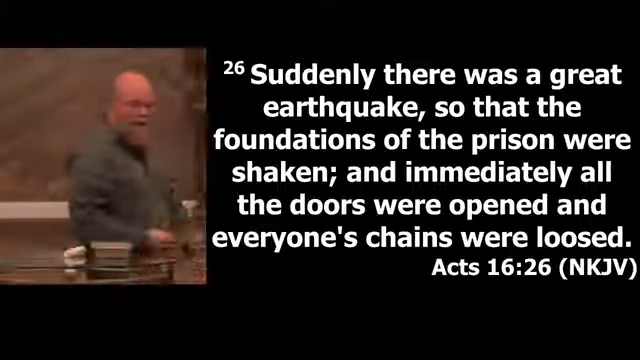 26 Suddenly there was a great
earthquake, so that the
foundations of the prison were
shaken; and immediately all
the doors were opened and
everyone's chains were loosed.
Acts 16:26 (NKJV)